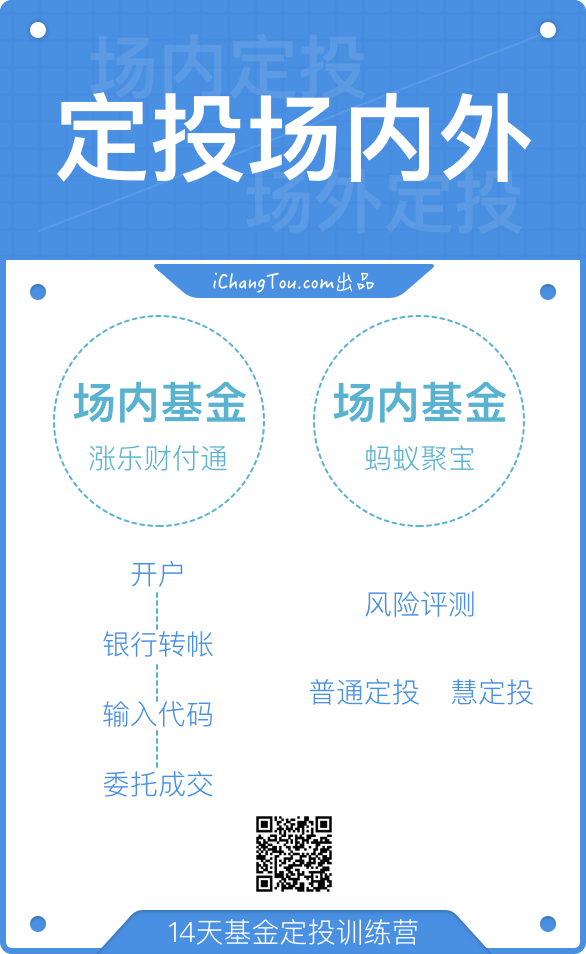 场内定投
定投场内外
场外定投
iChangTou.com出品
场内基金
涨乐财付通
场内基金
蚂蚁聚宝
开户
银行转帐
输入代码
委托成交
风险评测
普通定投 慧定投
14天基金定投训练营